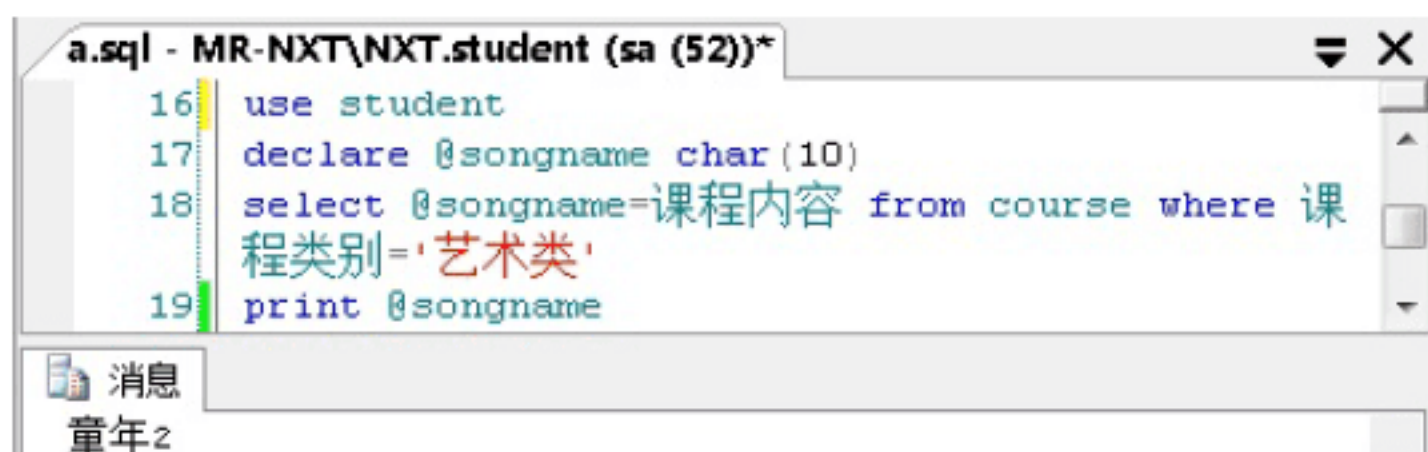 a.sql - MR-NXT\NXT.student (sa (52))*
16 use student
17 declare @songname char(10)
18 select @songname=课程内容 from course where 课
程类别='艺术类'
19 print @songname
消息
童年2